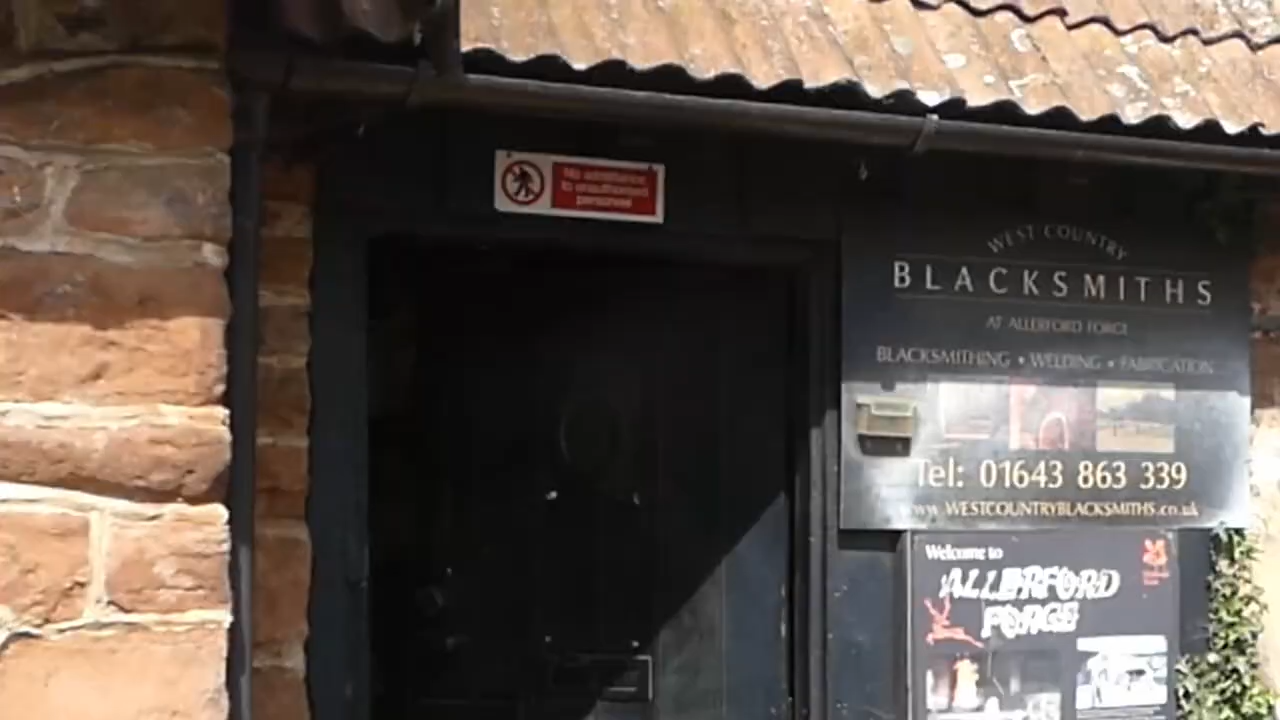 No admittance
to unauthorised
personnel
WEST COUNTRY
BLACKSMITHS
AT ALLERFORD FORGE
BLACKSMITHING • WELDING • FABRICATION
Tel: 01643 863 339
www.WESTCOUNTRYBLACKSMITHS.co.uk
Welcome to
ALLERFORD
FORGE